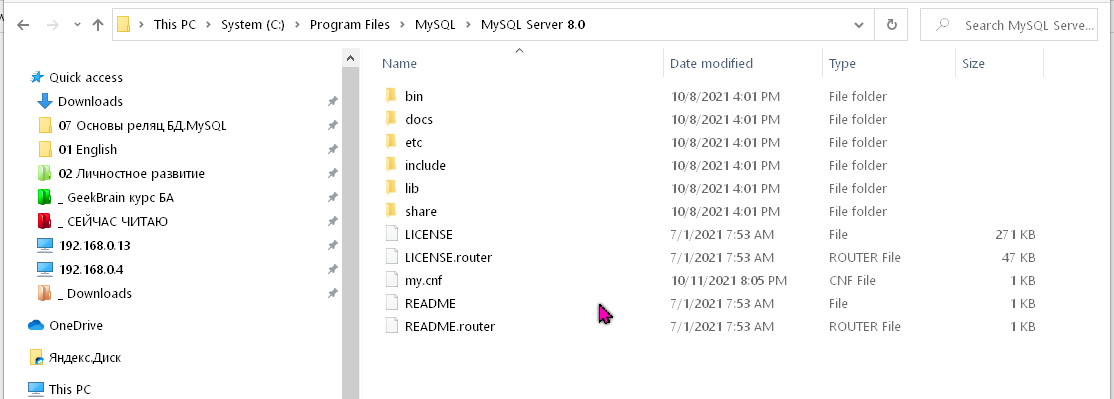 This PC > System (C:) > Program Files > MySQL > MySQL Server 8.0
Search MySQL Serve...
Name Date modified Type Size
Quick access
Downloads
07 Основы реляц БД.MySQL
01 English
02 Личностное развитие
_ GeekBrain курс БА
_ СЕЙЧАС ЧИТАЮ
192.168.0.13
192.168.0.4
_ Downloads
OneDrive
Яндекс.Диск
This PC
bin 10/8/2021 4:01 PM File folder
docs 10/8/2021 4:01 PM File folder
etc 10/8/2021 4:01 PM File folder
include 10/8/2021 4:01 PM File folder
lib 10/8/2021 4:01 PM File folder
share 10/8/2021 4:01 PM File folder
LICENSE 7/1/2021 7:53 AM File 271 KB
LICENSE.router 7/1/2021 7:53 AM ROUTER File 47 KB
my.cnf 10/11/2021 8:05 PM CNF File 1 KB
README 7/1/2021 7:53 AM File 1 KB
README.router 7/1/2021 7:53 AM ROUTER File 1 KB